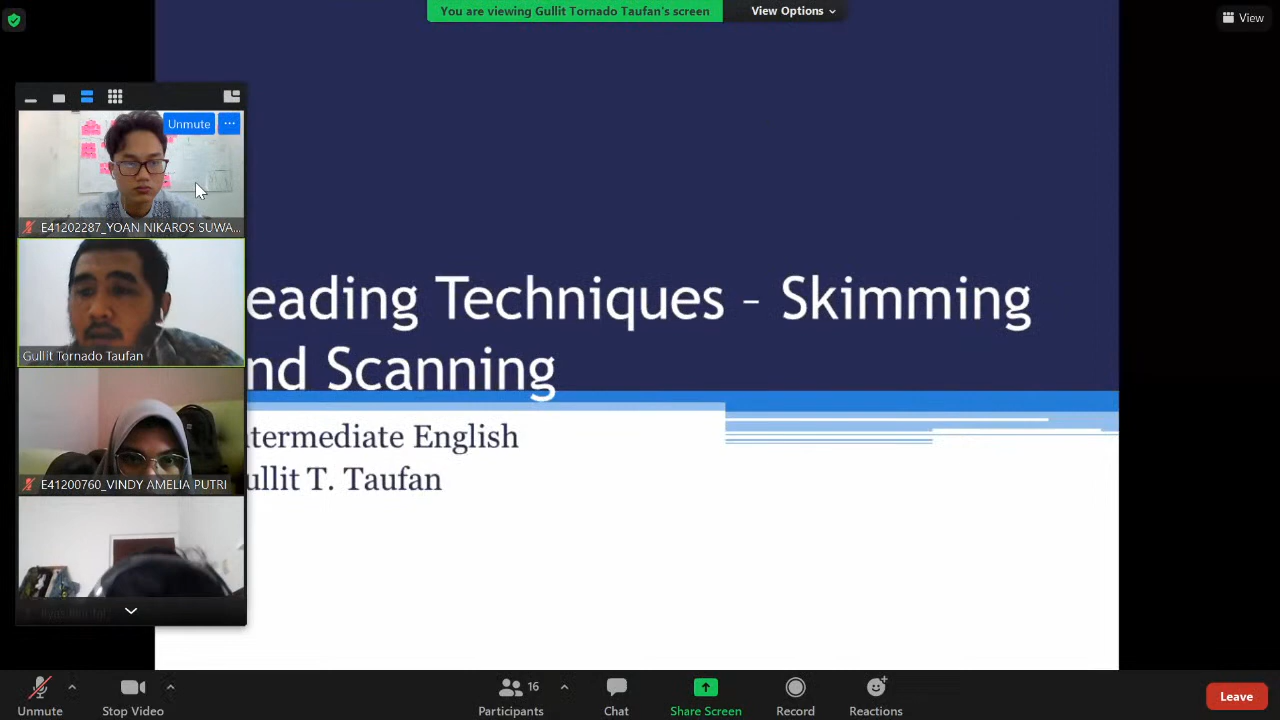 You are viewing Gullit Tornado Taufan's screen View Options
View
Unmute ...
E41202287_YOAN NIKAROS SUWA...
Gullit Tornado Taufan
E41200760_VINDY AMELIA PUTRI
eading Techniques – Skimming
nd Scanning
ntermediate English
ullit T. Taufan
Unmute Stop Video 16 Participants Chat Share Screen Record Reactions Leave